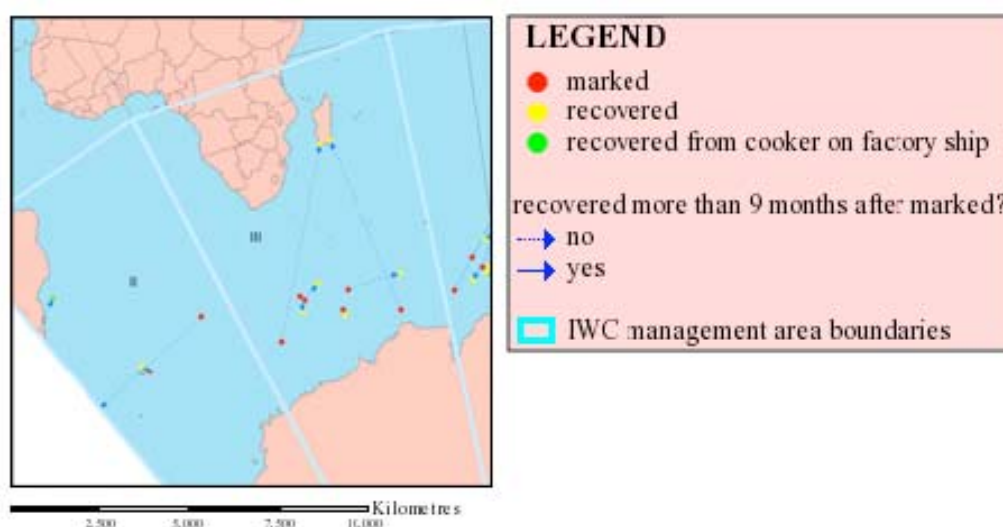 II
III
LEGEND
marked
recovered
recovered from cooker on factory ship
recovered more than 9 months after marked?
no
yes
IWC management area boundaries
Kilometres
2,500 5,000 7,500 10,000